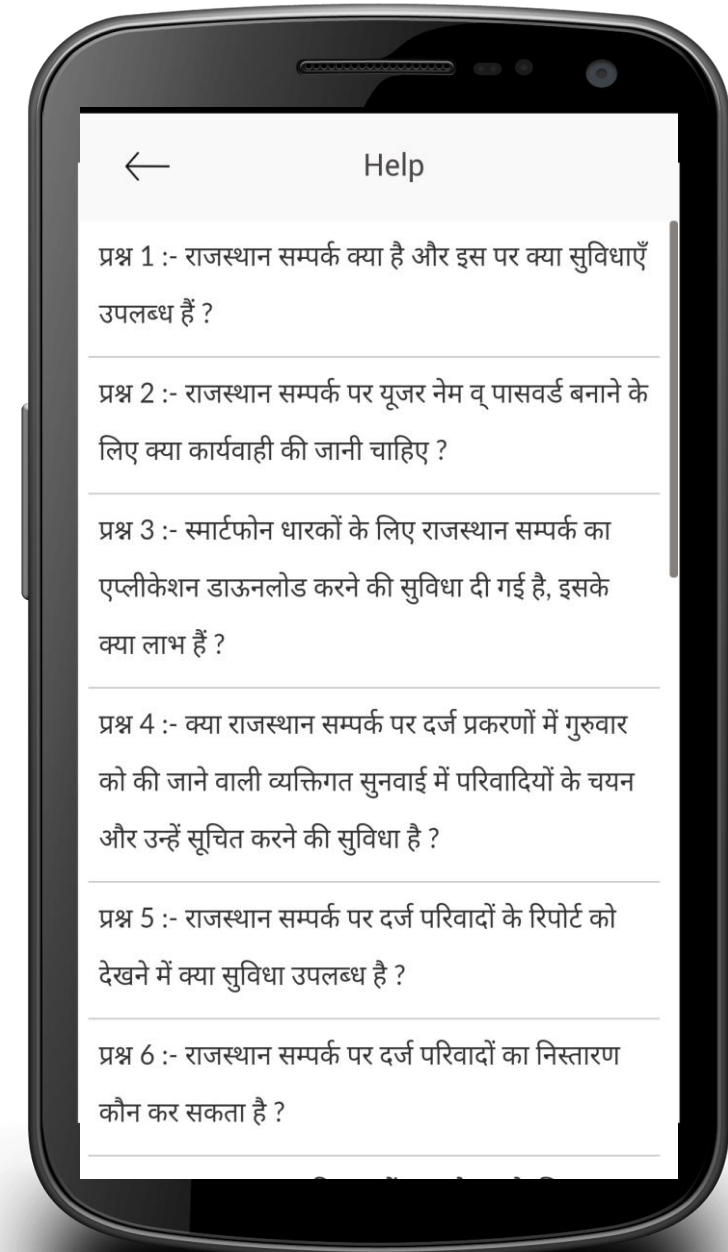 Help
प्रश्न 1 :- राजस्थान सम्पर्क क्या है और इस पर क्या सुविधाएँ
उपलब्ध हैं ?
प्रश्न 2 :- राजस्थान सम्पर्क पर यूजर नेम व् पासवर्ड बनाने के
लिए क्या कार्यवाही की जानी चाहिए ?
प्रश्न 3 :- स्मार्टफोन धारकों के लिए राजस्थान सम्पर्क का
एप्लीकेशन डाऊनलोड करने की सुविधा दी गई है, इसके
क्या लाभ हैं ?
प्रश्न 4 :- क्या राजस्थान सम्पर्क पर दर्ज प्रकरणों में गुरुवार
को की जाने वाली व्यक्तिगत सुनवाई में परिवादियों के चयन
और उन्हें सूचित करने की सुविधा है ?
प्रश्न 5 :- राजस्थान सम्पर्क पर दर्ज परिवादों के रिपोर्ट को
देखने में क्या सुविधा उपलब्ध है ?
प्रश्न 6 :- राजस्थान सम्पर्क पर दर्ज परिवादों का निस्तारण
कौन कर सकता है ?